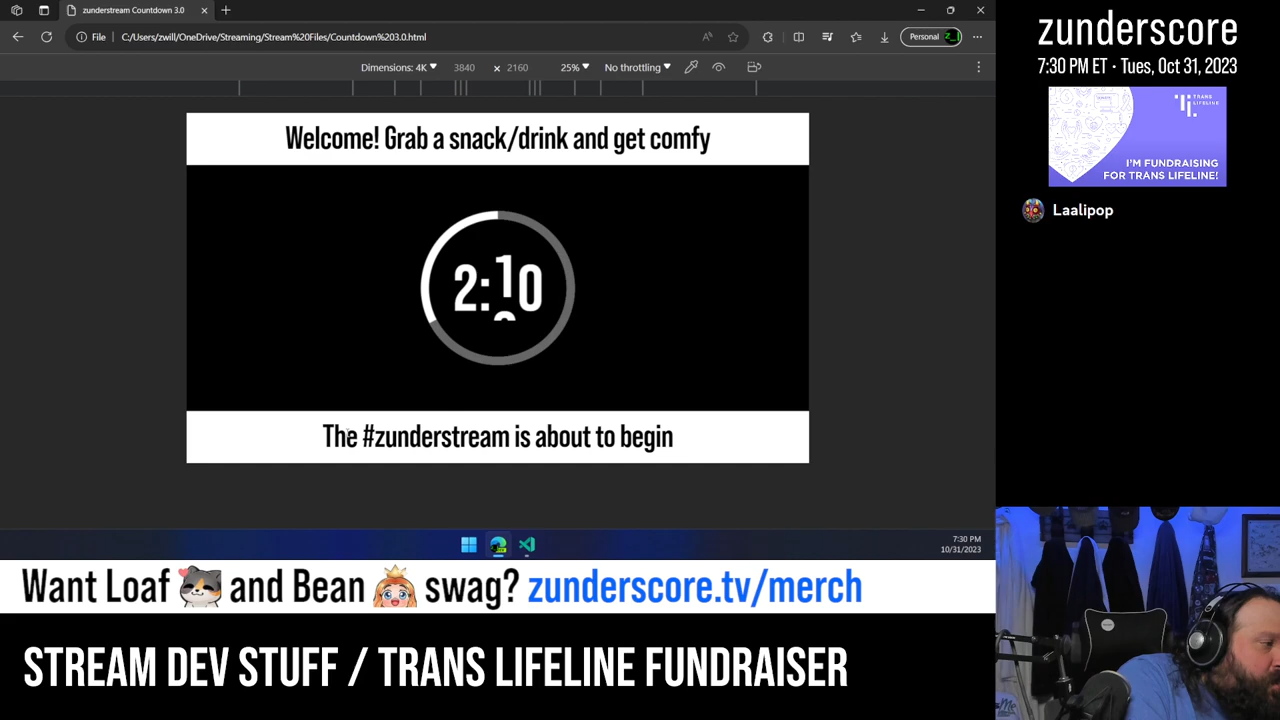 zunderstream Countdown 3.0
File C:/Users/zwill/OneDrive/Streaming/Stream%20Files/Countdown%203.0.html
Personal
Dimensions: 4K 3840 × 2160 25% No throttling
Welcome! Grab a snack/drink and get comfy
2:10
The #zunderstream is about to begin
7:30 PM
10/31/2023
Want Loaf and Bean swag? zunderscore.tv/merch
STREAM DEV STUFF / TRANS LIFELINE FUNDRAISER
zunderscore
7:30 PM ET · Tues, Oct 31, 2023
TRANS
LIFELINE
I'M FUNDRAISING
FOR TRANS LIFELINE!
Laalipop